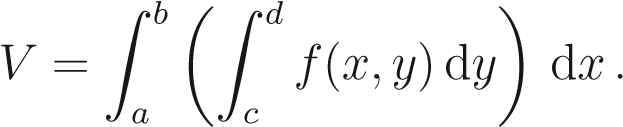 $V = \int_a^b \left( \int_c^d f(x, y) \, \mathrm{d}y \right) \, \mathrm{d}x \, .$